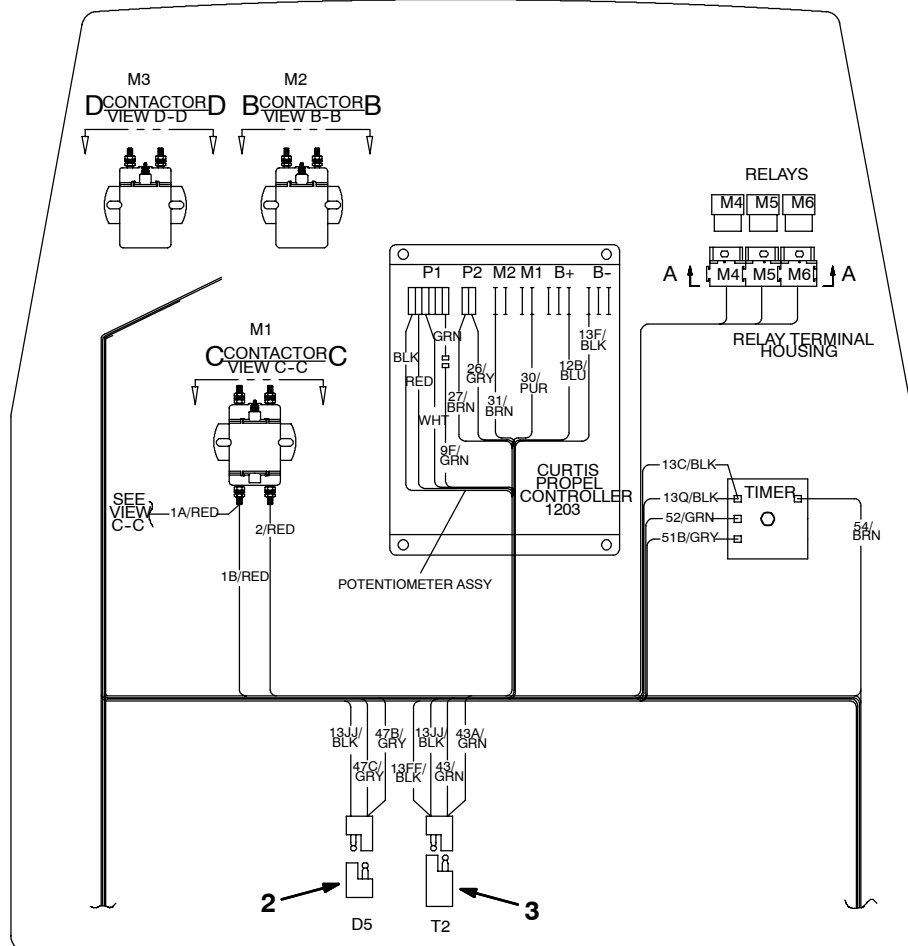 M3
D CONTACTOR D
VIEW D-D
M2
B CONTACTOR B
VIEW B-B
RELAYS
M4 M5 M6
A M4 M5 M6 A
RELAY TERMINAL
HOUSING
P1 P2 M2 M1 B+ B-
BLK
RED
WHT
GRN
9F/
GRN
27/
BRN
26/
GRY
31/
BRN
30/
PUR
12B/
BLU
13F/
BLK
CURTIS
PROPEL
CONTROLLER
1203
POTENTIOMETER ASSY
M1
C CONTACTOR C
VIEW C-C
SEE
VIEW
C-C
1A/RED
2/RED
1B/RED
13C/BLK
13Q/BLK
52/GRN
51B/GRY
TIMER
54/
BRN
13JJ/
BLK
47C/
GRY
47B/
GRY
13FF/
BLK
13JJ/
BLK
43/
GRN
43A/
GRN
2
D5
3
T2